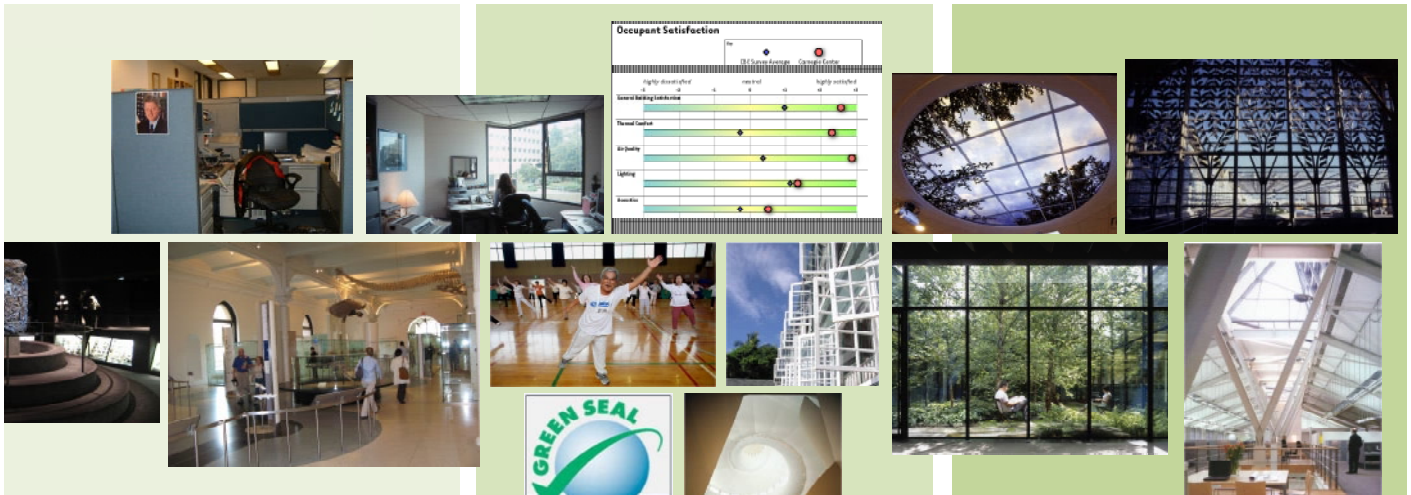 Occupant Satisfaction
Key
CBE Survey Average Carnegie Center
highly dissatisfied neutral highly satisfied
General Building Satisfaction
Thermal Comfort
Air Quality
Lighting
Acoustics
GREEN SEAL